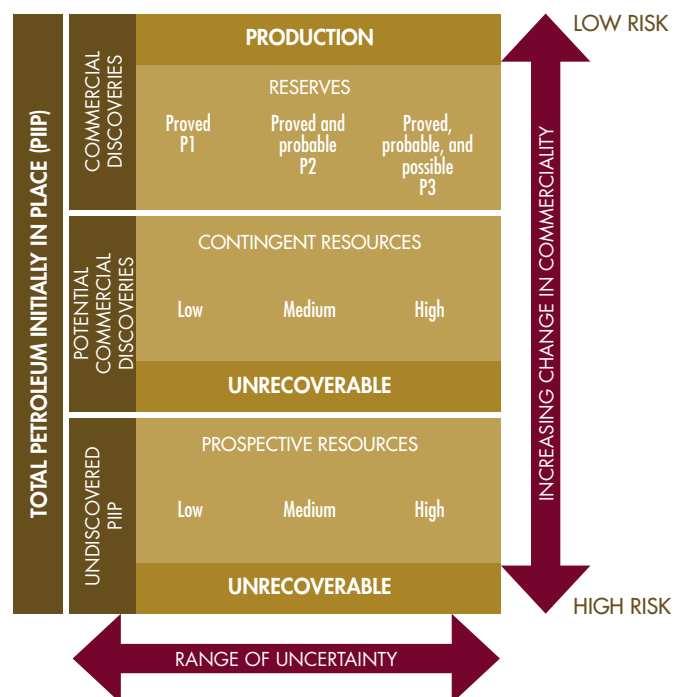 TOTAL PETROLEUM INITIALLY IN PLACE (PIIP)
COMMERCIAL
DISCOVERIES
PRODUCTION
RESERVES
Proved
P1
Proved and
probable
P2
Proved,
probable, and
possible
P3
POTENTIAL
COMMERCIAL
DISCOVERIES
CONTINGENT RESOURCES
Low
Medium
High
UNRECOVERABLE
UNDISCOVERED
PIIP
PROSPECTIVE RESOURCES
Low
Medium
High
UNRECOVERABLE
LOW RISK
INCREASING CHANGE IN COMMERCIALITY
HIGH RISK
RANGE OF UNCERTAINTY